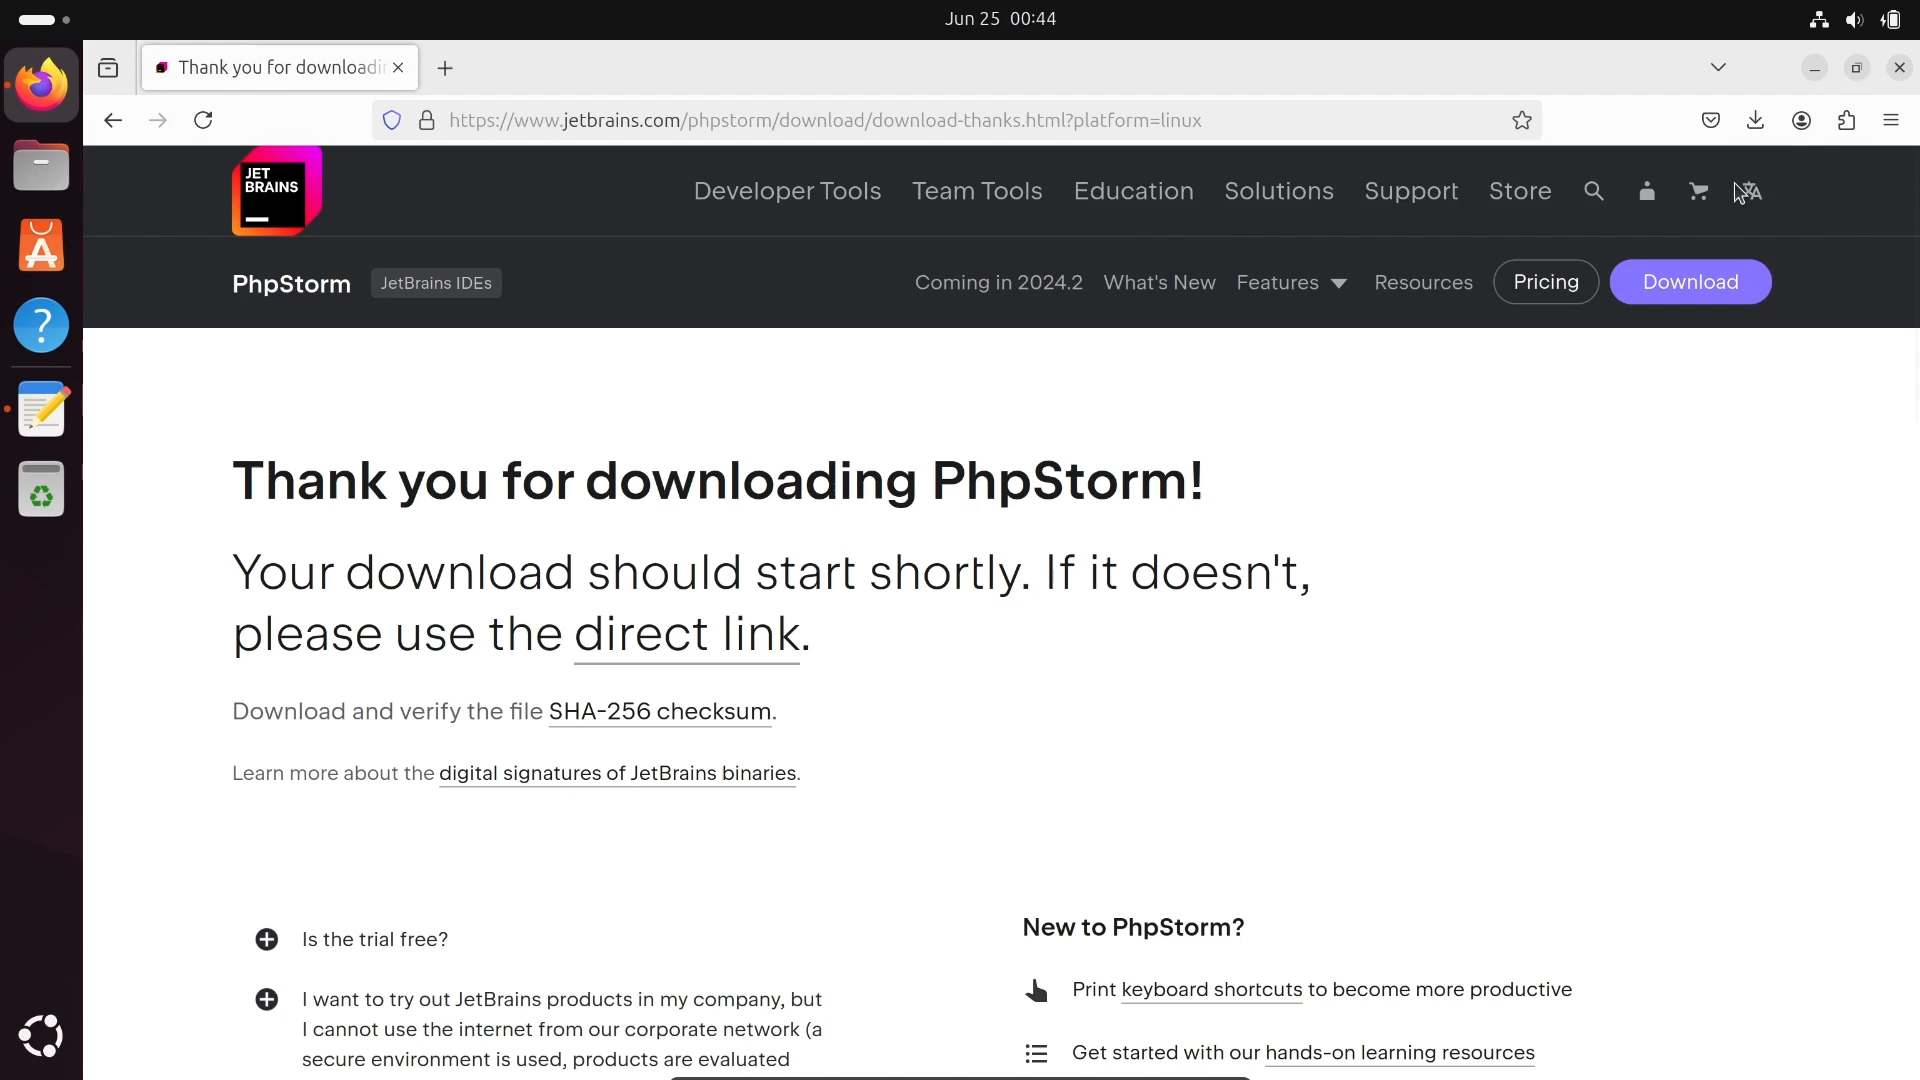 Jun 25 00:44
Thank you for downloadin
https://www.jetbrains.com/phpstorm/download/download-thanks.html?platform=linux
JET
BRAINS
Developer Tools
Team Tools
Education
Solutions
Support
Store
PhpStorm
JetBrains IDEs
Coming in 2024.2
What's New
Features
Resources
Pricing
Download
Thank you for downloading PhpStorm!
Your download should start shortly. If it doesn't,
please use the direct link.
Download and verify the file SHA-256 checksum.
Learn more about the digital signatures of JetBrains binaries.
Is the trial free?
I want to try out JetBrains products in my company, but
I cannot use the internet from our corporate network (a
secure environment is used, products are evaluated
New to PhpStorm?
Print keyboard shortcuts to become more productive
Get started with our hands-on learning resources